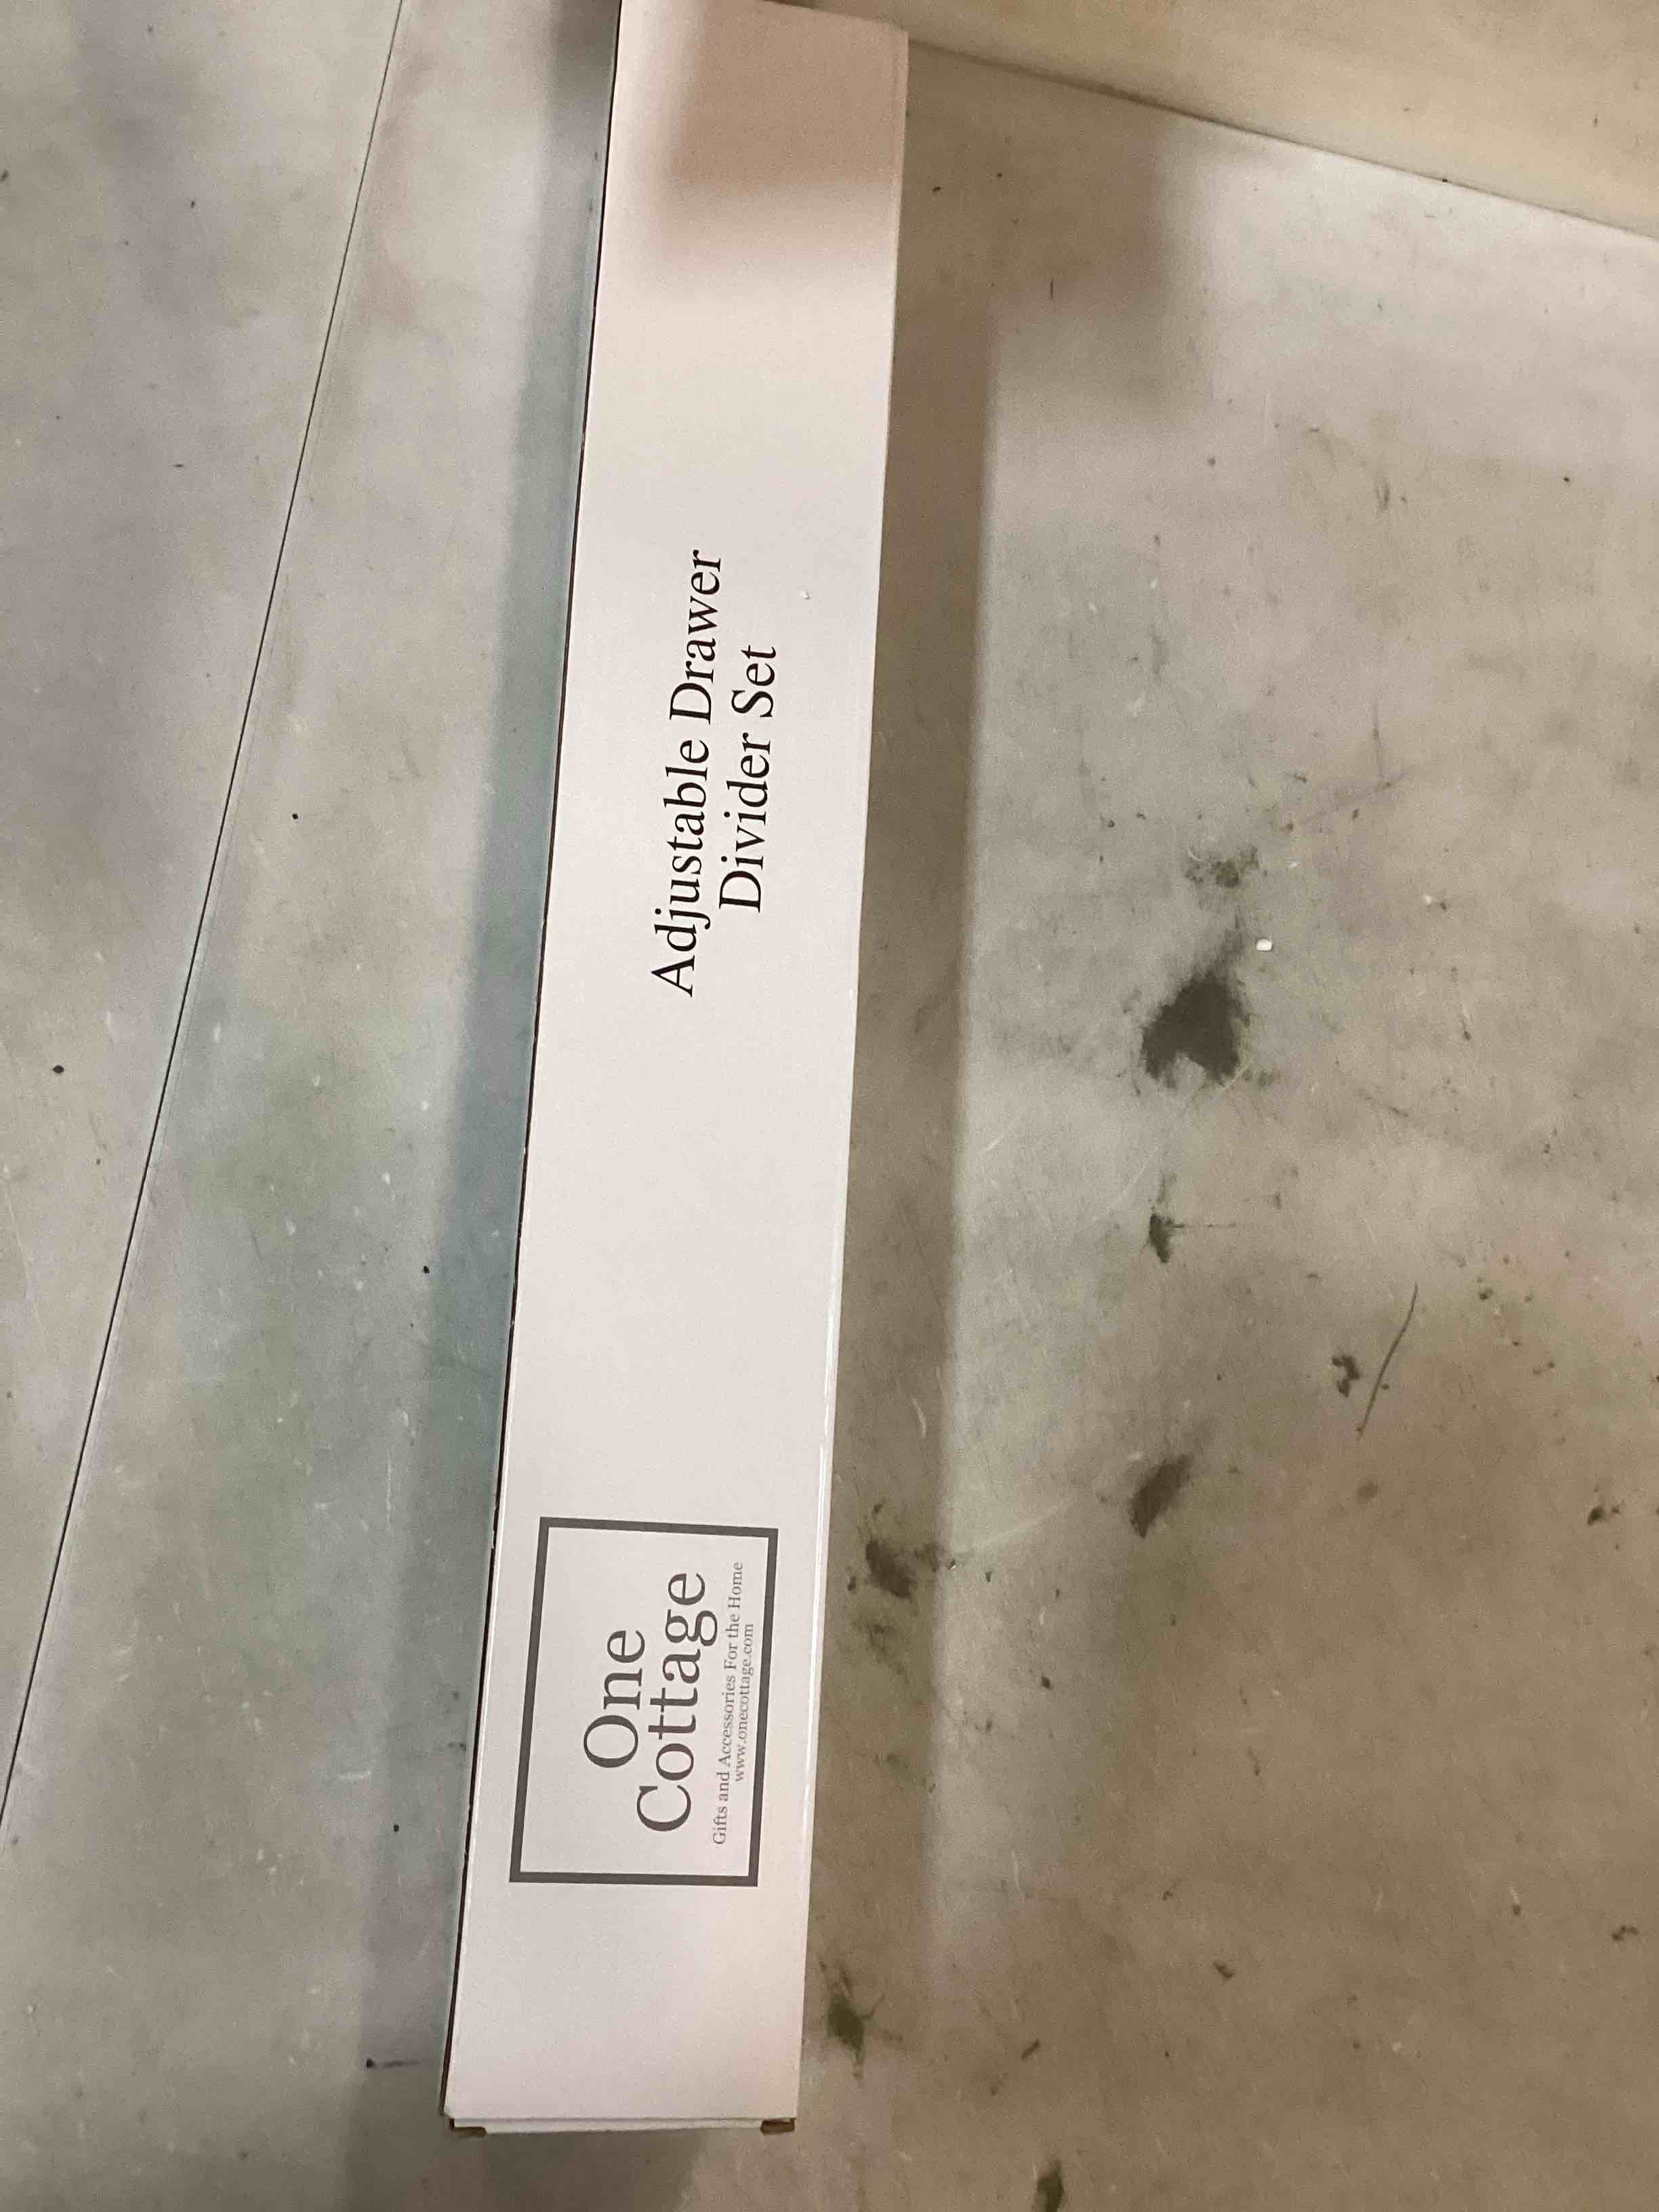 One
Cottage
Gifts and Accessories For the Home
www.onecottage.com
Adjustable Drawer
Divider Set